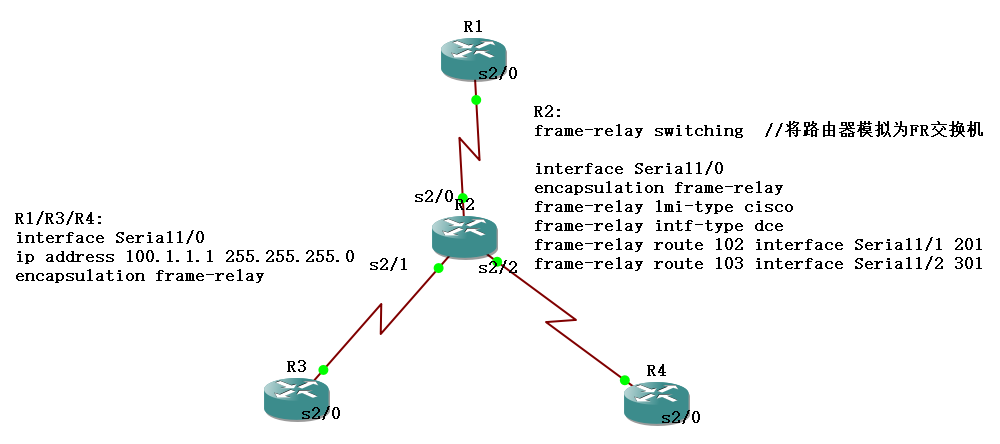 R1
s2/0
R2:
frame-relay switching  //将路由器模拟为FR交换机
interface Serial1/0
encapsulation frame-relay
frame-relay lmi-type cisco
frame-relay intf-type dce
frame-relay route 102 interface Serial1/1 201
frame-relay route 103 interface Serial1/2 301
s2/0
R2
s2/1
s2/2
R1/R3/R4:
interface Serial1/0
ip address 100.1.1.1 255.255.255.0
encapsulation frame-relay
R3
s2/0
R4
s2/0